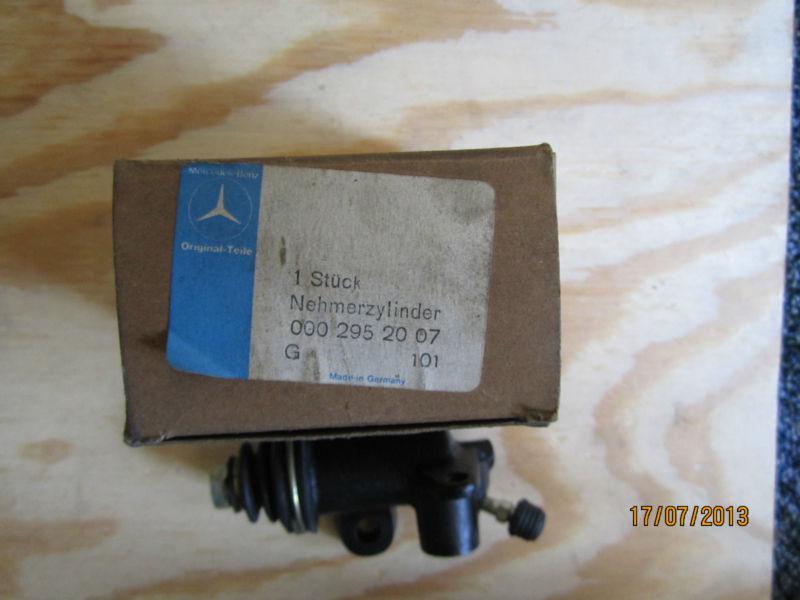 Mercedes-Benz
Original-Teile
1 Stück
Nehmerzylinder
000 295 20 07
G 101
Made in Germany
17/07/2013